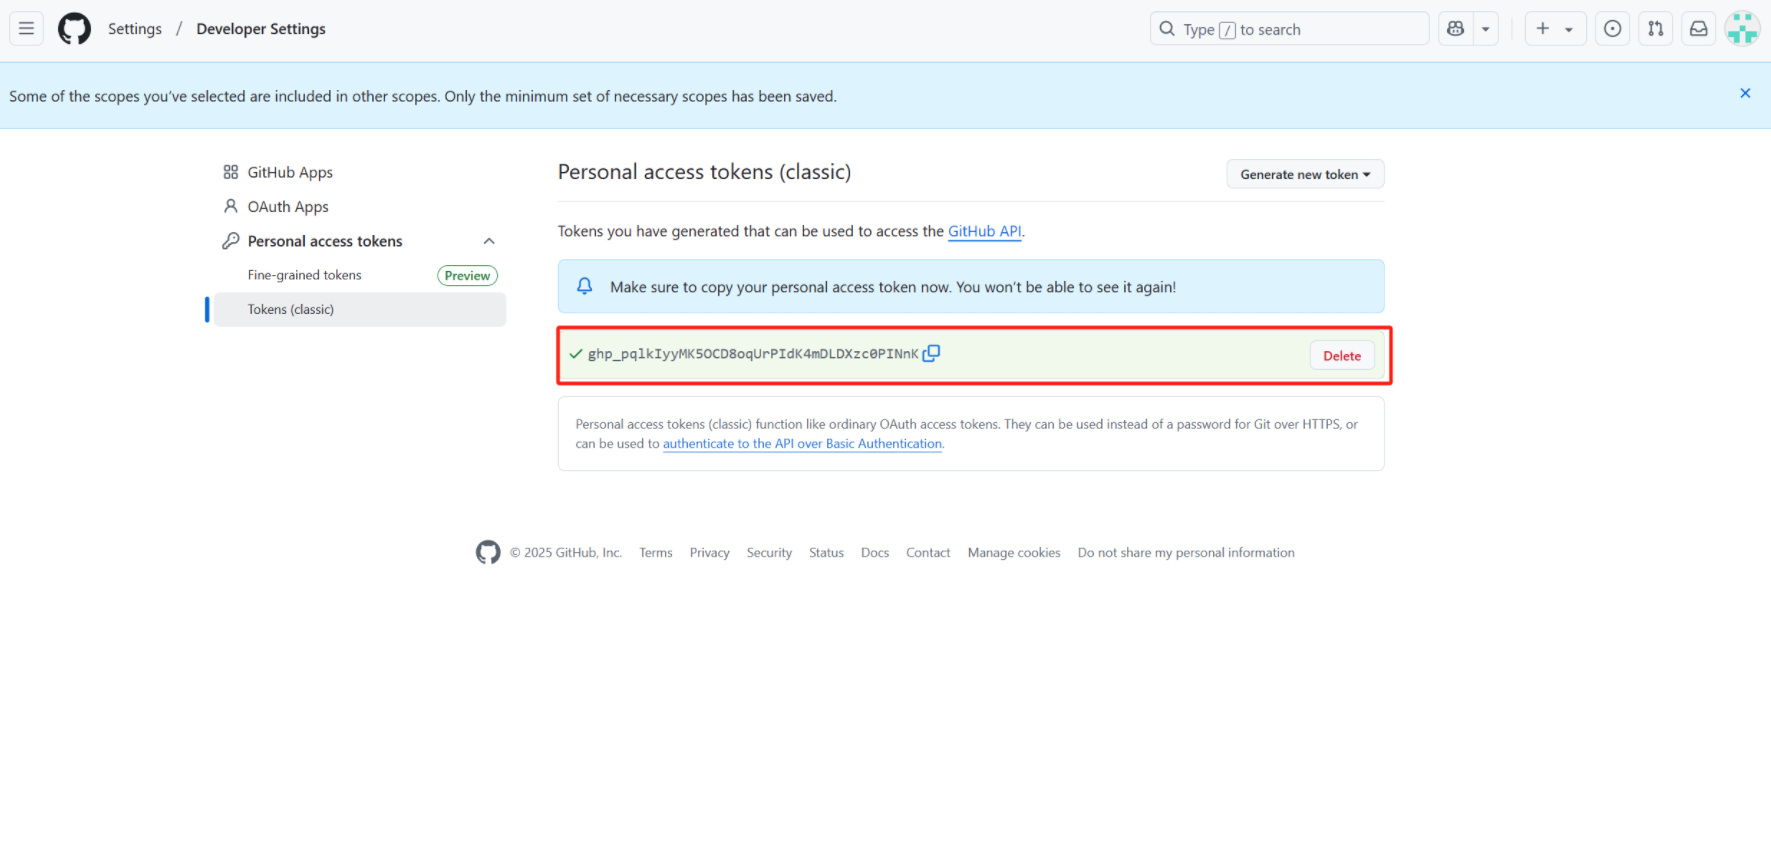 Settings / Developer Settings
Type / to search
Some of the scopes you’ve selected are included in other scopes. Only the minimum set of necessary scopes has been saved.
GitHub Apps
OAuth Apps
Personal access tokens
Fine-grained tokens Preview
Tokens (classic)
Personal access tokens (classic)
Generate new token
Tokens you have generated that can be used to access the GitHub API.
Make sure to copy your personal access token now. You won’t be able to see it again!
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
Delete
Personal access tokens (classic) function like ordinary OAuth access tokens. They can be used instead of a password for Git over HTTPS, or
can be used to authenticate to the API over Basic Authentication.
© 2025 GitHub, Inc. Terms Privacy Security Status Docs Contact Manage cookies Do not share my personal information